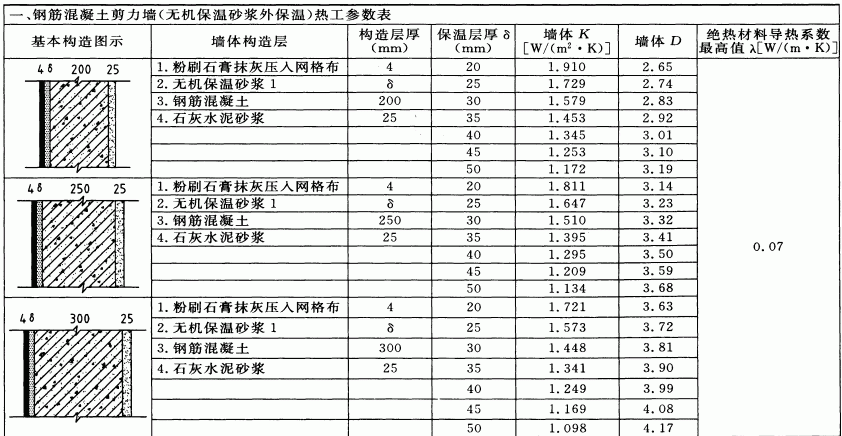 一、钢筋混凝土剪力墙(无机保温砂浆外保温)热工参数表
基本构造图示 墙体构造层 构造层厚(mm) 保温层厚δ(mm) 墙体K[W/(m²·K)] 墙体D 绝热材料导热系数最高值λ[W/(m·K)]
4 δ 200 25
1.粉刷石膏抹灰压入网格布 4 20 1.910 2.65
2.无机保温砂浆1 δ 25 1.729 2.74
3.钢筋混凝土 200 30 1.579 2.83
4.石灰水泥砂浆 25 35 1.453 2.92
40 1.345 3.01
45 1.253 3.10
50 1.172 3.19
4 δ 250 25
1.粉刷石膏抹灰压入网格布 4 20 1.811 3.14
2.无机保温砂浆1 δ 25 1.647 3.23
3.钢筋混凝土 250 30 1.510 3.32
4.石灰水泥砂浆 25 35 1.395 3.41
0.07
40 1.295 3.50
45 1.209 3.59
50 1.134 3.68
4 δ 300 25
1.粉刷石膏抹灰压入网格布 4 20 1.721 3.63
2.无机保温砂浆1 δ 25 1.573 3.72
3.钢筋混凝土 300 30 1.448 3.81
4.石灰水泥砂浆 25 35 1.341 3.90
40 1.249 3.99
45 1.169 4.08
50 1.098 4.17